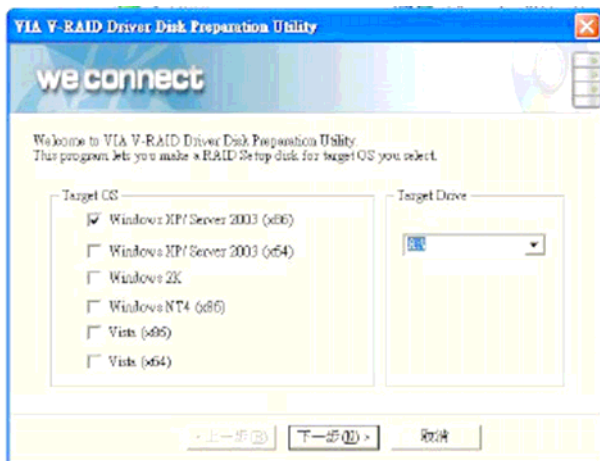 VIA V-RAID Driver Disk Preparation Utility
we connect
Welcome to VIA V-RAID Driver Disk Preparation Utility.
This program lets you make a RAID Setup disk for target OS you select.
Target OS
Windows XP/ Server 2003 (x86)
Windows XP/ Server 2003 (x64)
Windows 2K
Windows NT4 (x86)
Vista (x86)
Vista (x64)
Target Drive
< 上一步(B)
下一步(N) >
取消